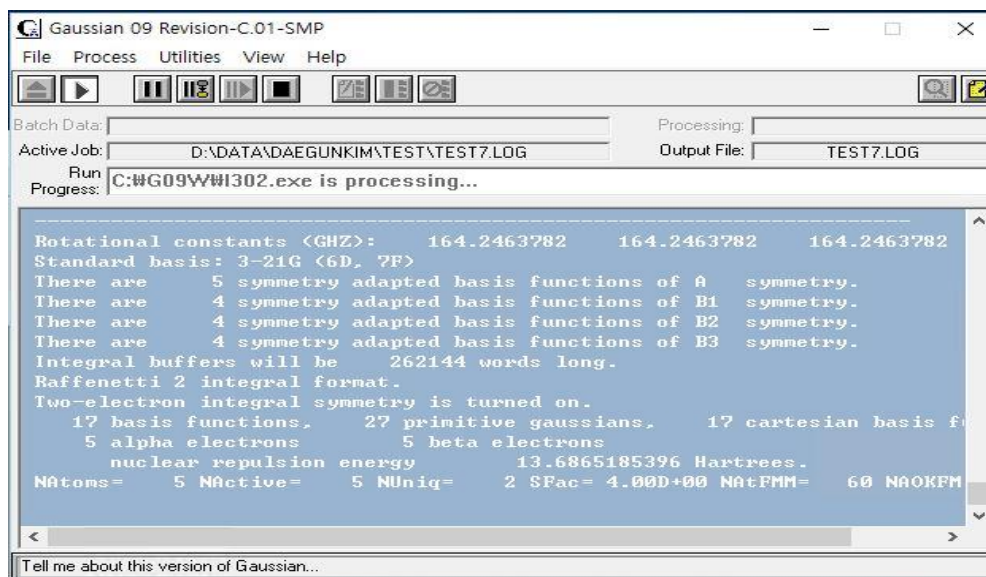 Gaussian 09 Revision-C.01-SMP
File Process Utilities View Help
Batch Data: Processing:
Active Job: D:\DATA\DAEGUNKIM\TEST\TEST7.LOG Output File: TEST7.LOG
Run Progress: C:₩G09W₩l302.exe is processing...
Rotational constants (GHZ): 164.2463782 164.2463782 164.2463782
Standard basis: 3-21G (6D, 7F)
There are 5 symmetry adapted basis functions of A symmetry.
There are 4 symmetry adapted basis functions of B1 symmetry.
There are 4 symmetry adapted basis functions of B2 symmetry.
There are 4 symmetry adapted basis functions of B3 symmetry.
Integral buffers will be 262144 words long.
Raffenetti 2 integral format.
Two-electron integral symmetry is turned on.
17 basis functions, 27 primitive gaussians, 17 cartesian basis f
5 alpha electrons 5 beta electrons
nuclear repulsion energy 13.6865185396 Hartrees.
NAtoms= 5 NActive= 5 NUniq= 2 SFac= 4.00D+00 NAtFMM= 60 NAOKFM
Tell me about this version of Gaussian...